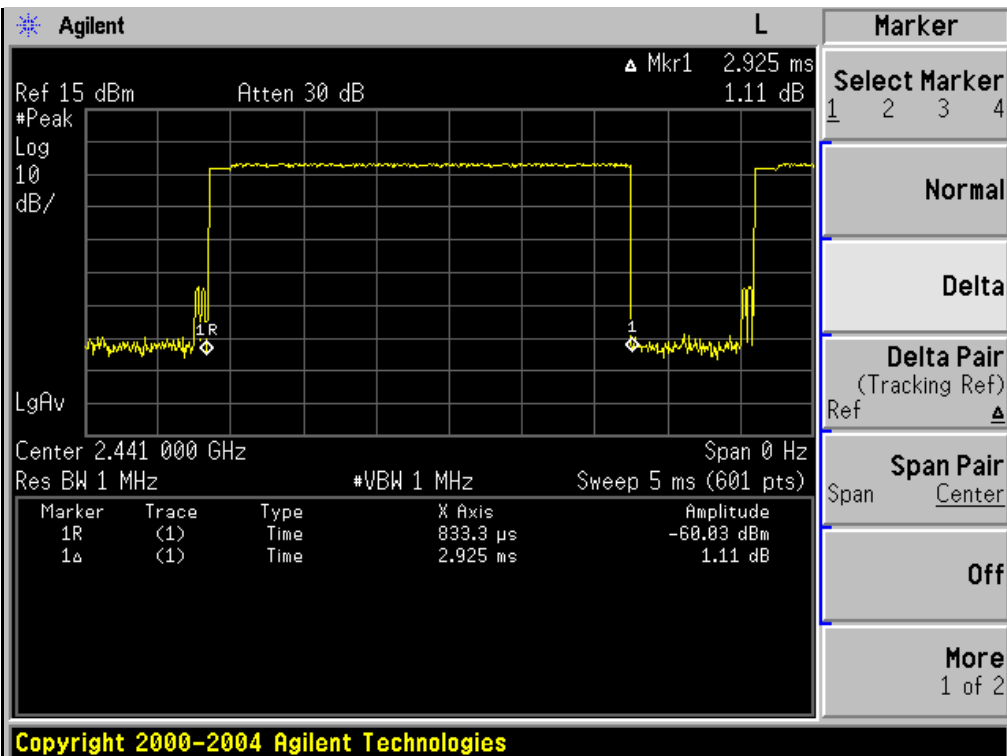 Agilent L
Δ Mkr1 2.925 ms
Ref 15 dBm Atten 30 dB 1.11 dB
#Peak
Log
10
dB/
1R
1
LgAv
Center 2.441 000 GHz Span 0 Hz
Res BW 1 MHz #VBW 1 MHz Sweep 5 ms (601 pts)
Marker Trace Type X Axis Amplitude
1R (1) Time 833.3 µs -60.03 dBm
1Δ (1) Time 2.925 ms 1.11 dB
Marker
Select Marker
1 2 3 4
Normal
Delta
Delta Pair
(Tracking Ref)
Ref Δ
Span Pair
Span Center
Off
More
1 of 2
Copyright 2000-2004 Agilent Technologies